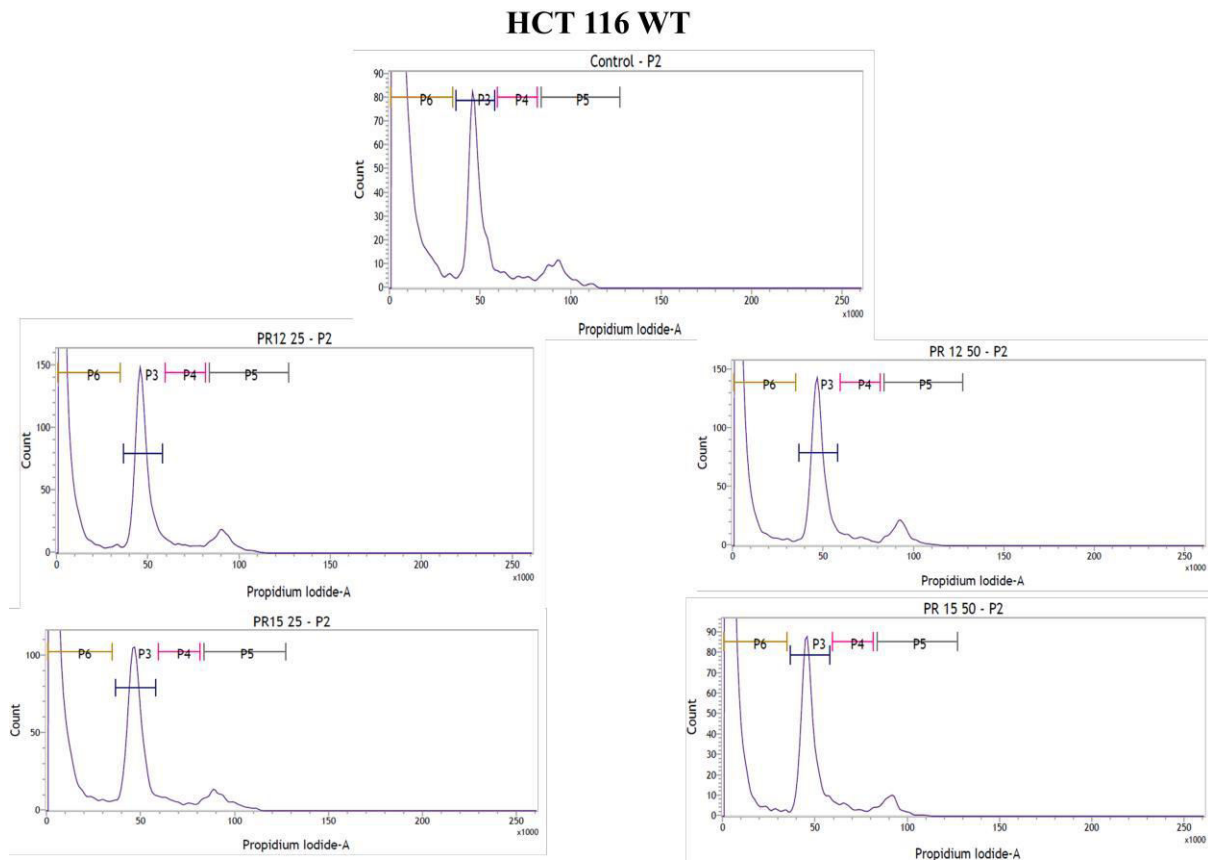 HCT 116 WT
Control - P2
90
80
70
60
50
40
30
20
10
0
Count
P6 P3 P4 P5
0 50 100 150 200 250
x1000
Propidium Iodide-A
PR12 25 - P2
150
100
50
0
Count
P6 P3 P4 P5
0 50 100 150 200 250
x1000
Propidium Iodide-A
PR 12 50 - P2
150
100
50
0
Count
P6 P3 P4 P5
0 50 100 150 200 250
x1000
Propidium Iodide-A
PR15 25 - P2
100
50
0
Count
P6 P3 P4 P5
0 50 100 150 200 250
x1000
Propidium Iodide-A
PR 15 50 - P2
90
80
70
60
50
40
30
20
10
0
Count
P6 P3 P4 P5
0 50 100 150 200 250
x1000
Propidium Iodide-A